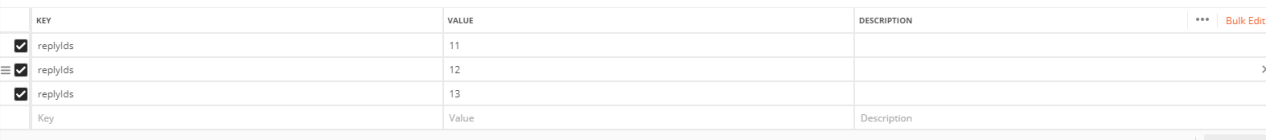 KEY VALUE DESCRIPTION ••• Bulk Edit
replyIds 11
replyIds 12
replyIds 13
Key Value Description